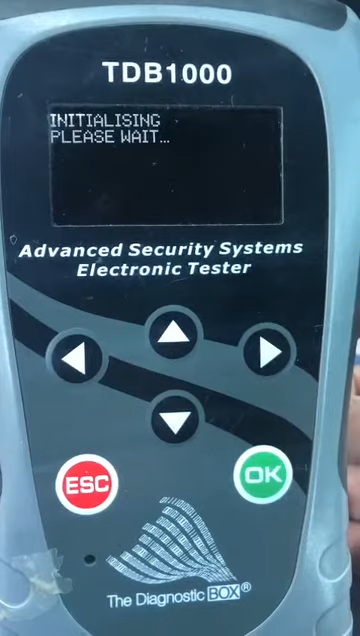 TDB1000
INITIALISING
PLEASE WAIT...
Advanced Security Systems
Electronic Tester
ESC
OK
The Diagnostic BOX®